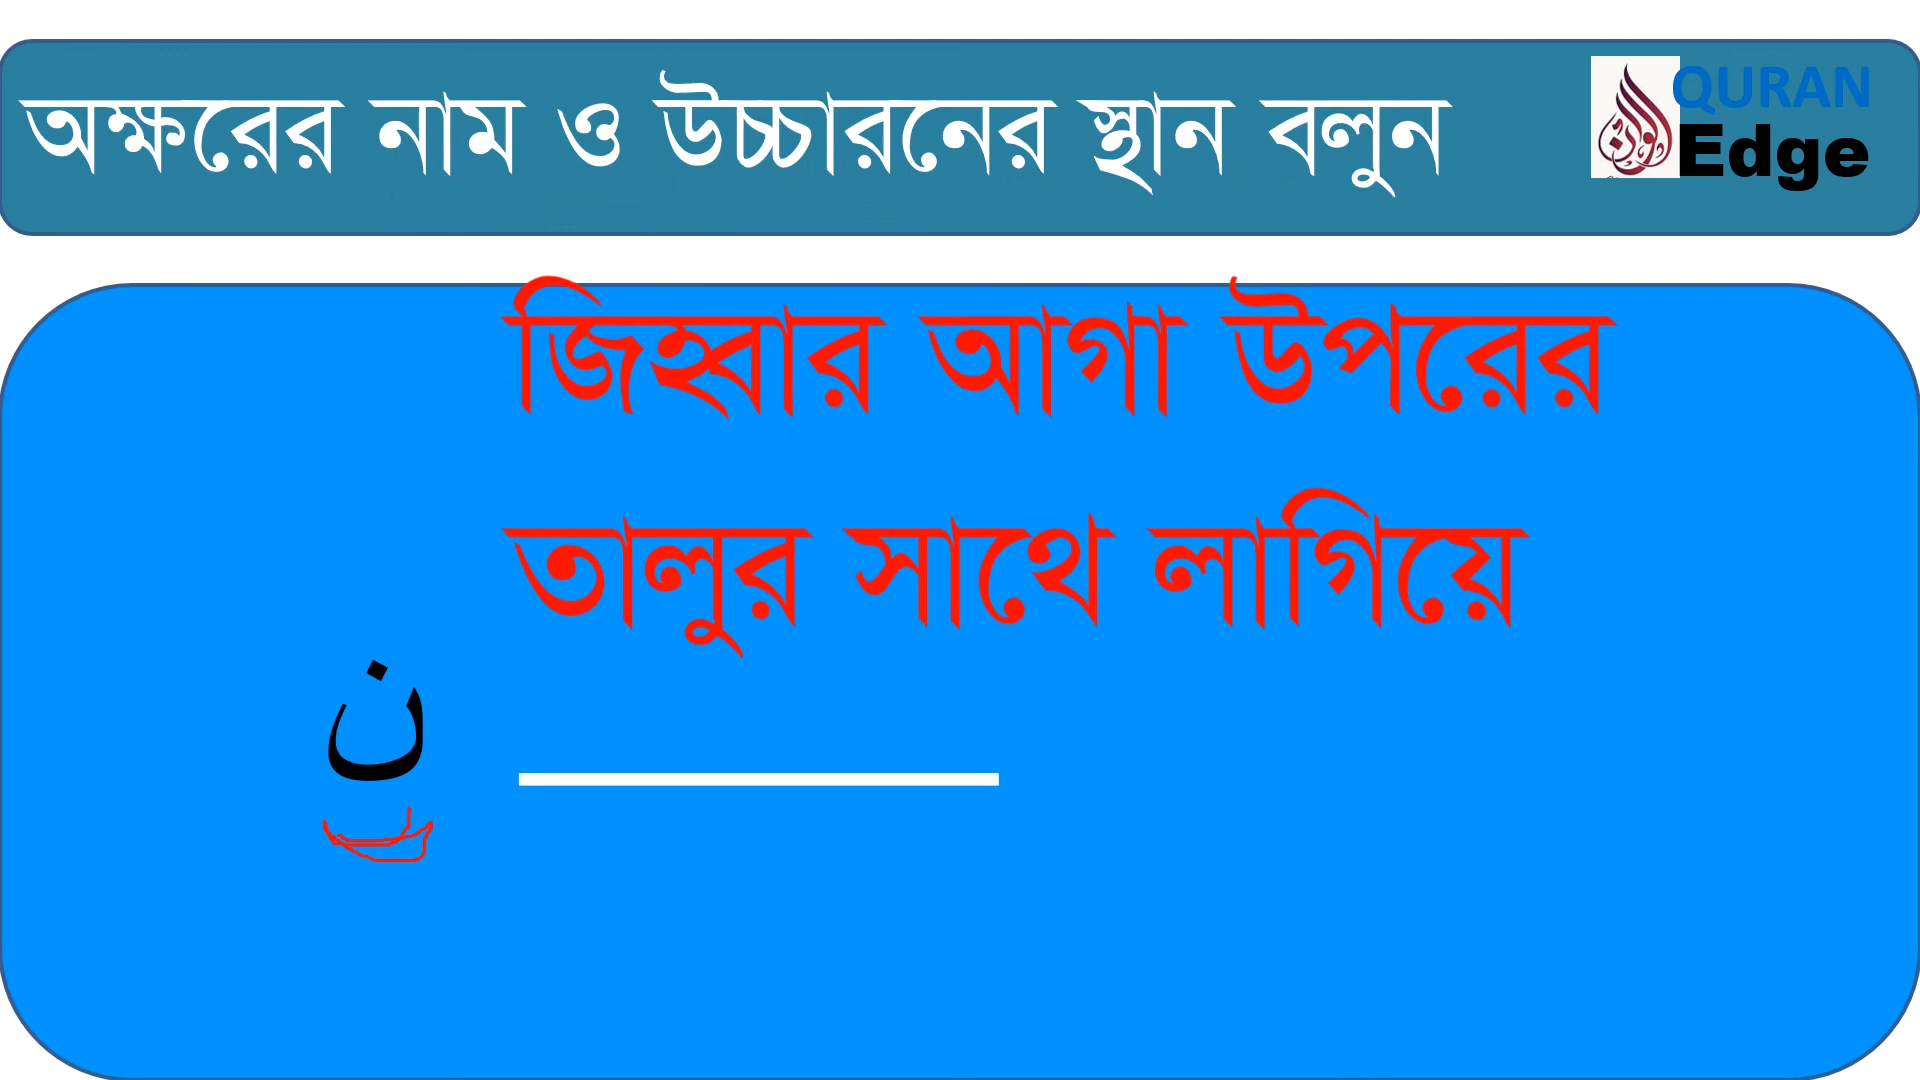 অক্ষরের নাম ও উচ্চারনের স্থান বলুন
QURAN
Edge
জিহ্বার আগা উপরের
তালুর সাথে লাগিয়ে
ن